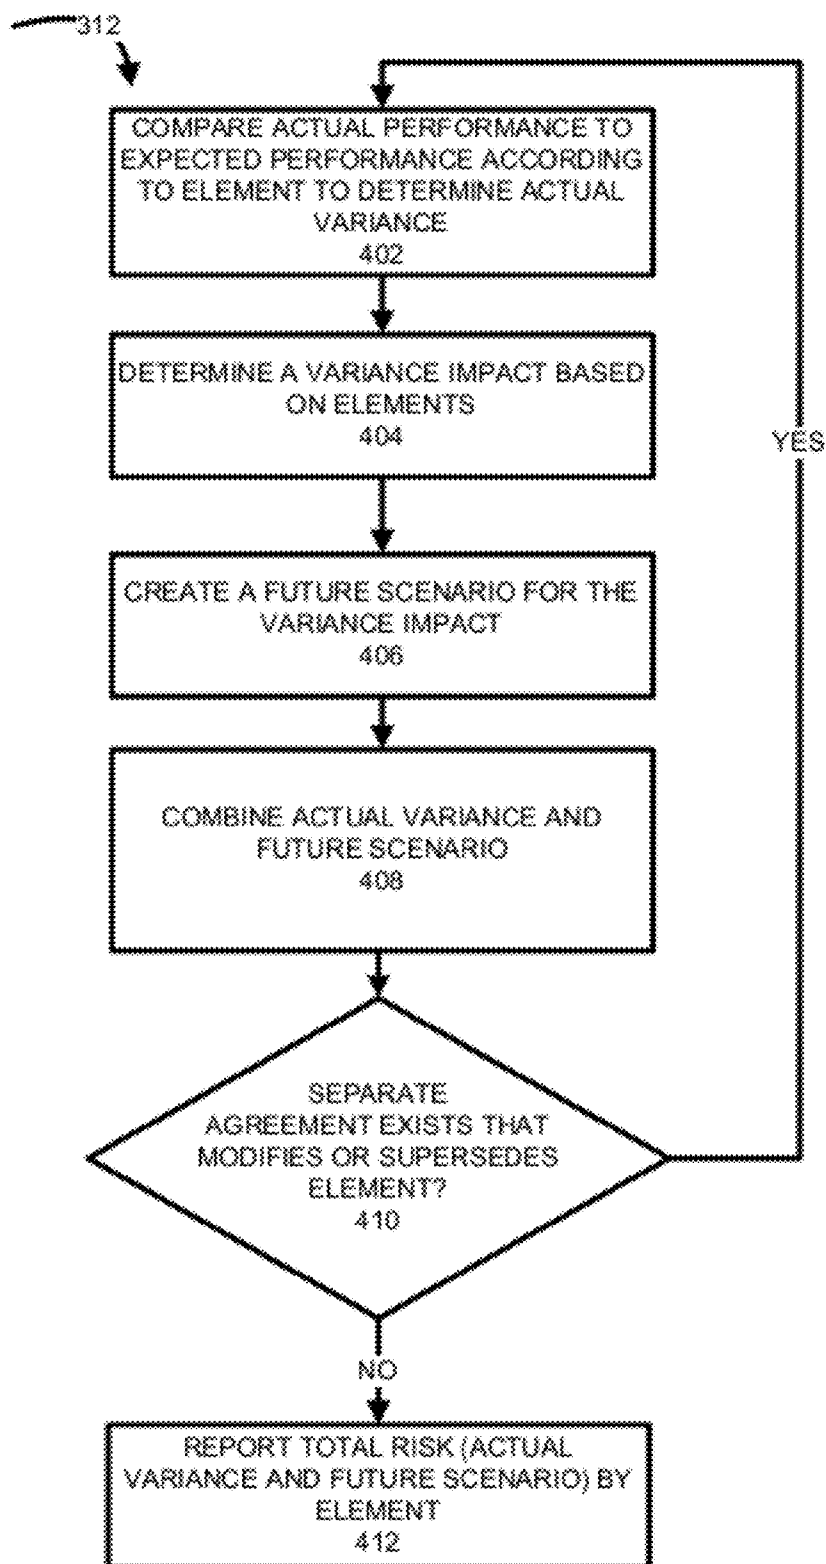 312
COMPARE ACTUAL PERFORMANCE TO
EXPECTED PERFORMANCE ACCORDING
TO ELEMENT TO DETERMINE ACTUAL
VARIANCE
402
DETERMINE A VARIANCE IMPACT BASED
ON ELEMENTS
404
YES
CREATE A FUTURE SCENARIO FOR THE
VARIANCE IMPACT
406
COMBINE ACTUAL VARIANCE AND
FUTURE SCENARIO
408
SEPARATE
AGREEMENT EXISTS THAT
MODIFIES OR SUPERSEDES
ELEMENT?
410
NO
REPORT TOTAL RISK (ACTUAL
VARIANCE AND FUTURE SCENARIO) BY
ELEMENT
412